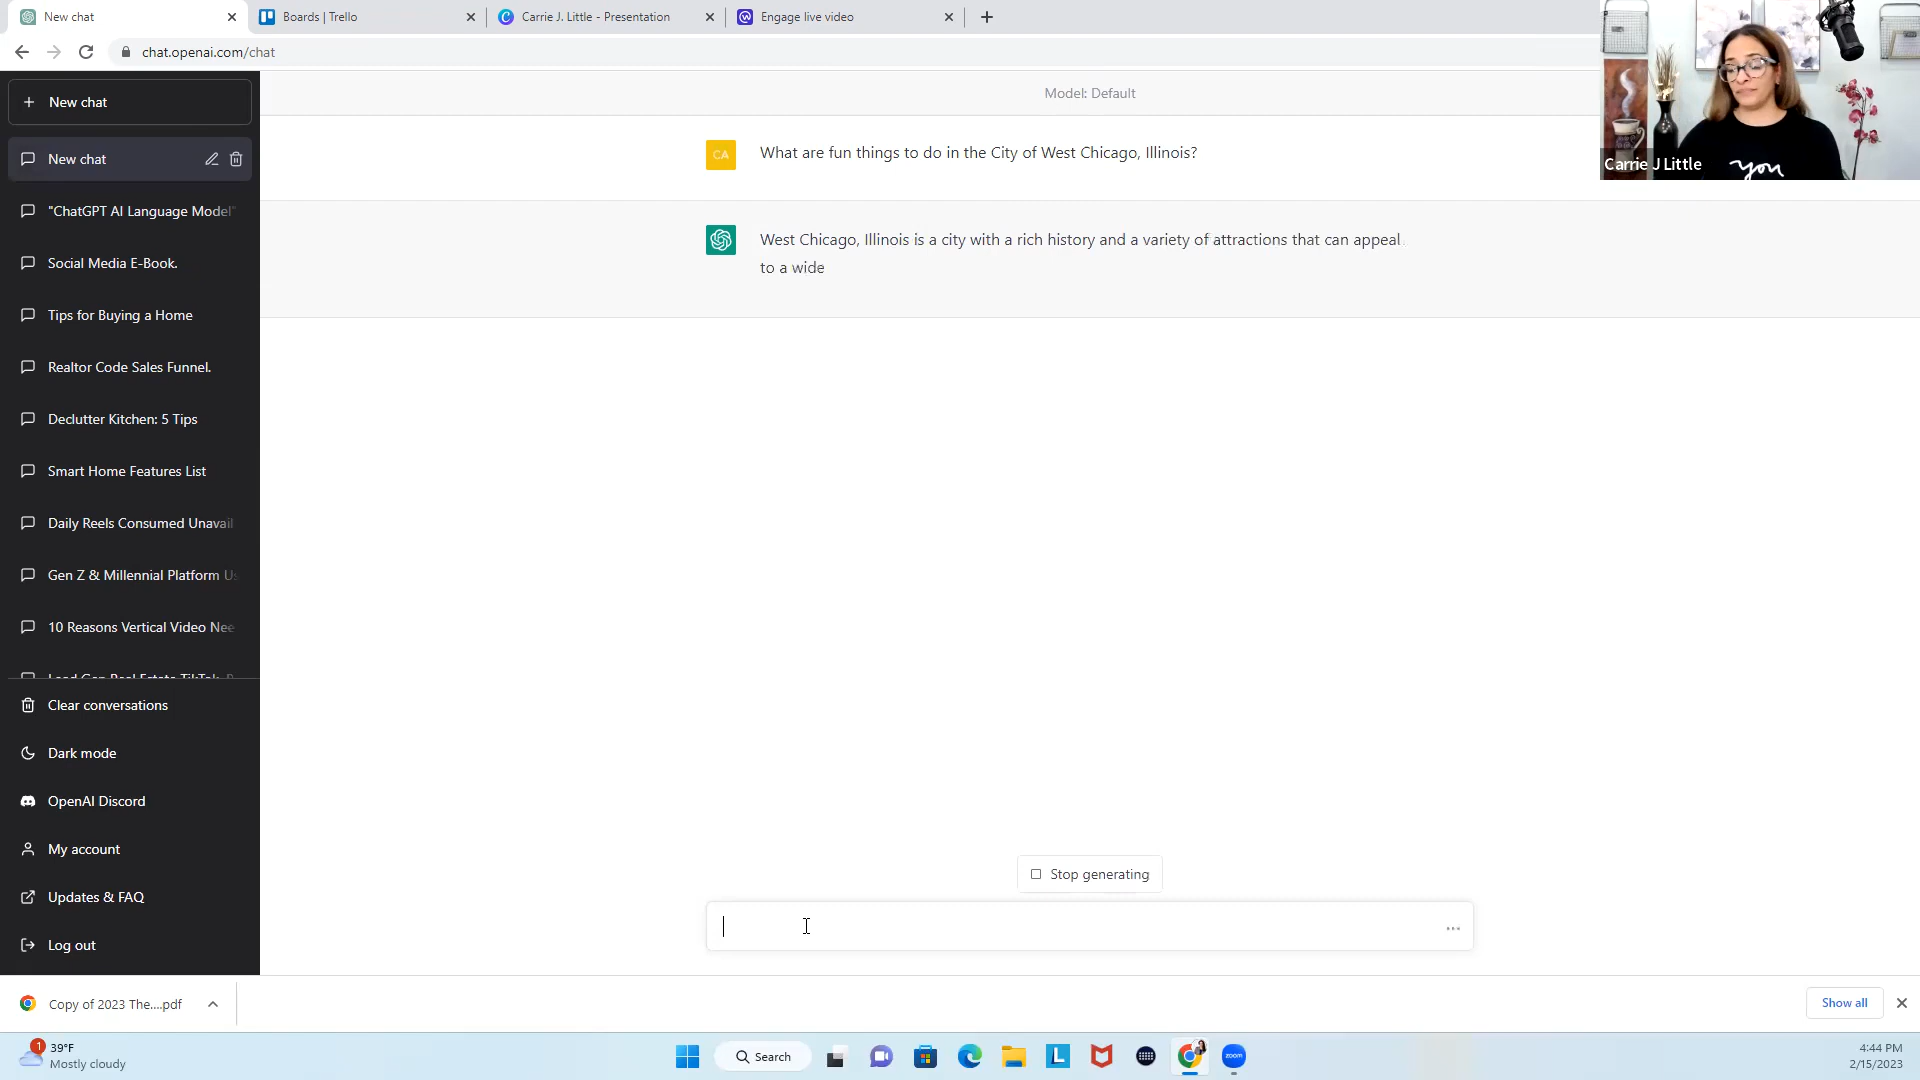 New chat
Boards | Trello
Carrie J. Little - Presentation
Engage live video
chat.openai.com/chat
New chat
New chat
"ChatGPT AI Language Model"
Social Media E-Book.
Tips for Buying a Home
Realtor Code Sales Funnel.
Declutter Kitchen: 5 Tips
Smart Home Features List
Daily Reels Consumed Unavail
Gen Z & Millennial Platform Us
10 Reasons Vertical Video Nee
Clear conversations
Dark mode
OpenAI Discord
My account
Updates & FAQ
Log out
Model: Default
CA
What are fun things to do in the City of West Chicago, Illinois?
West Chicago, Illinois is a city with a rich history and a variety of attractions that can appeal
to a wide
Stop generating
Carrie J Little
you
Copy of 2023 The....pdf
Show all
1
39°F
Mostly cloudy
Search
L
zoom
4:44 PM
2/15/2023